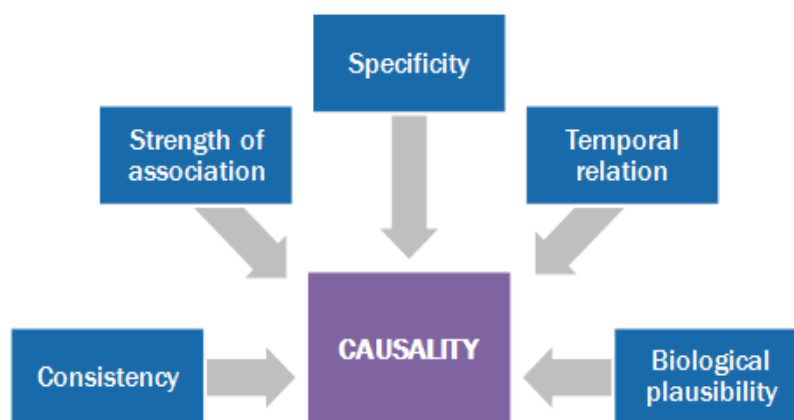 Specificity
Strength of
association
Temporal
relation
CAUSALITY
Consistency
Biological
plausibility